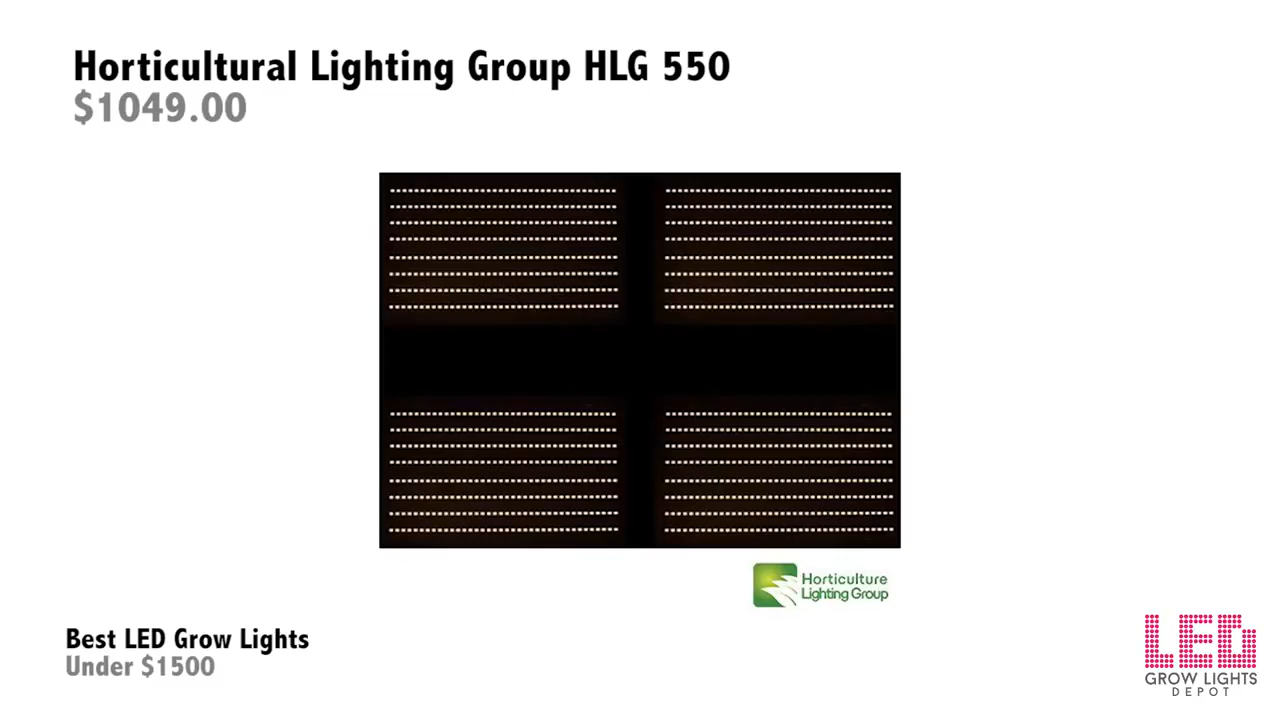 Horticultural Lighting Group HLG 550
$1049.00
Horticulture
Lighting Group
Best LED Grow Lights
Under $1500
LED
GROW LIGHTS
DEPOT